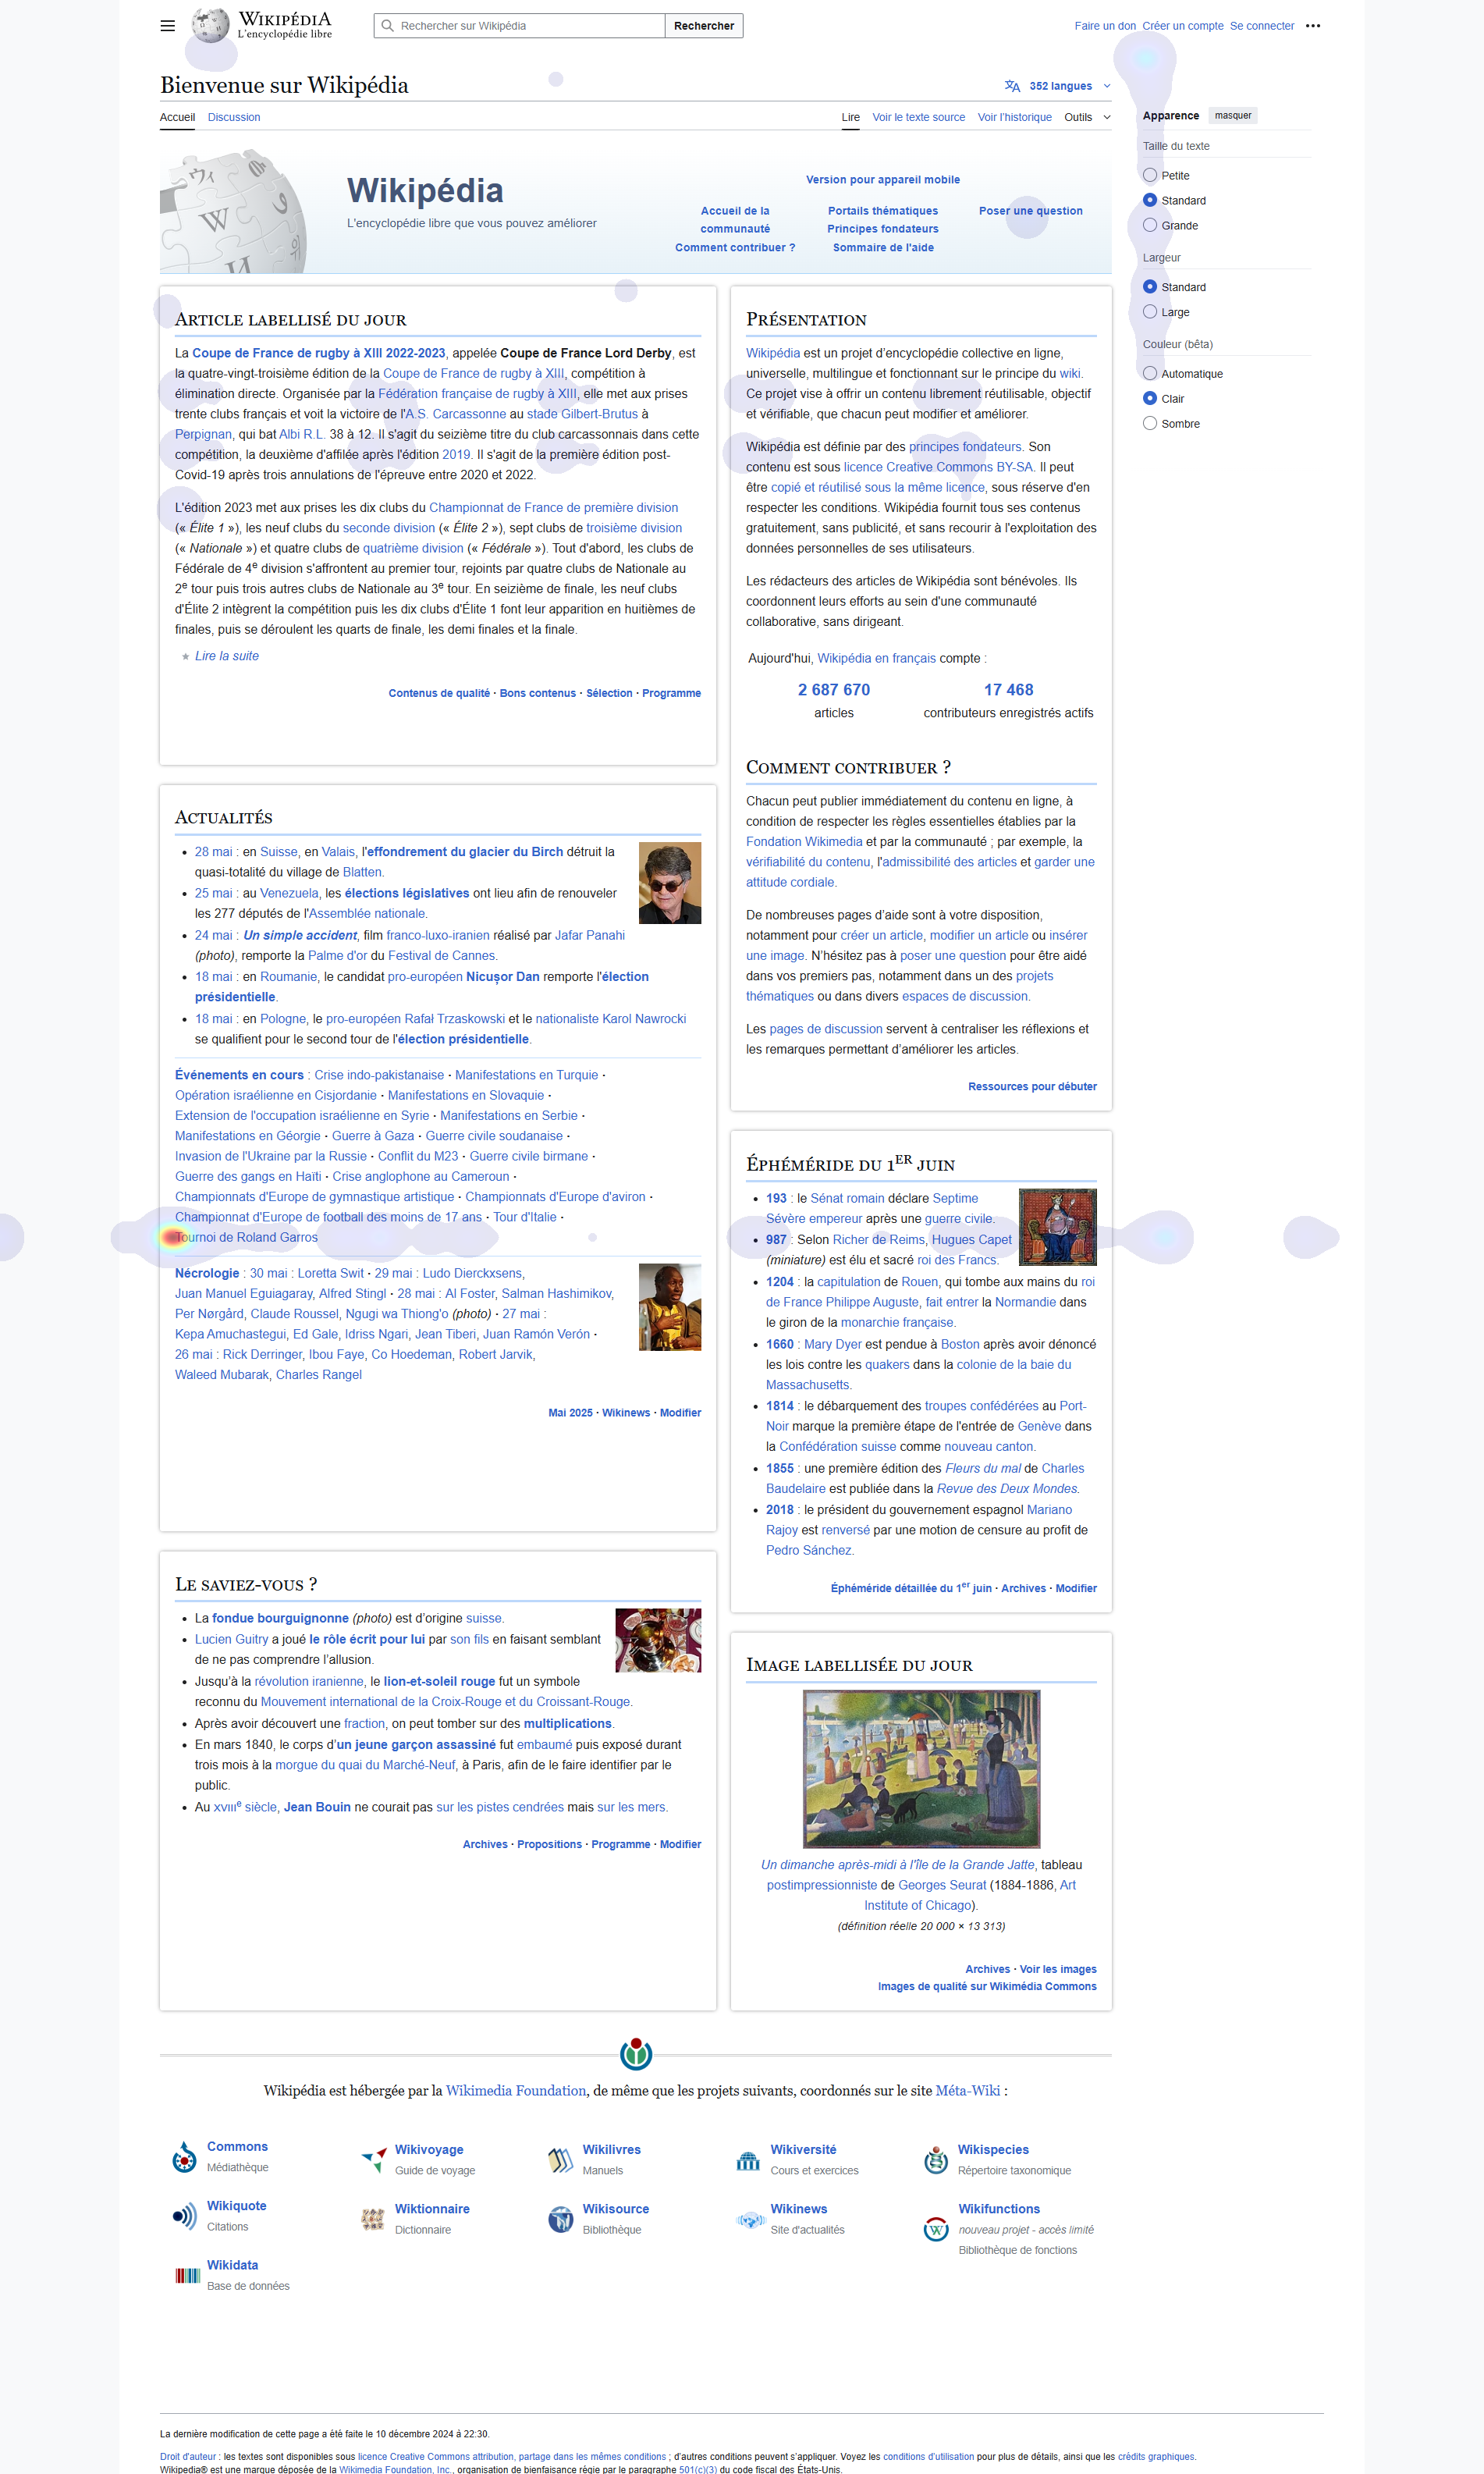 WIKIPÉDIA
L'encyclopédie libre
Rechercher sur Wikipédia
Rechercher
Faire un don Créer un compte Se connecter
Bienvenue sur Wikipédia
352 langues
Accueil Discussion
Lire Voir le texte source Voir l'historique Outils
Apparence masquer
Taille du texte
Petite
Standard
Grande
Largeur
Standard
Large
Couleur (bêta)
Automatique
Clair
Sombre
Wikipédia
L'encyclopédie libre que vous pouvez améliorer
Version pour appareil mobile
Accueil de la communauté
Comment contribuer ?
Portails thématiques
Principes fondateurs
Sommaire de l'aide
Poser une question
Article labellisé du jour
La Coupe de France de rugby à XIII 2022-2023, appelée Coupe de France Lord Derby, est
la quatre-vingt-troisième édition de la Coupe de France de rugby à XIII, compétition à
élimination directe. Organisée par la Fédération française de rugby à XIII, elle met aux prises
trente clubs français et voit la victoire de l'A.S. Carcassonne au stade Gilbert-Brutus à
Perpignan, qui bat Albi R.L. 38 à 12. Il s'agit du seizième titre du club carcassonnais dans cette
compétition, la deuxième d'affilée après l'édition 2019. Il s'agit de la première édition post-
Covid-19 après trois annulations de l'épreuve entre 2020 et 2022.
L'édition 2023 met aux prises les dix clubs du Championnat de France de première division
(« Élite 1 »), les neuf clubs du seconde division (« Élite 2 »), sept clubs de troisième division
(« Nationale ») et quatre clubs de quatrième division (« Fédérale »). Tout d'abord, les clubs de
Fédérale de 4e division s'affrontent au premier tour, rejoints par quatre clubs de Nationale au
2e tour puis trois autres clubs de Nationale au 3e tour. En seizième de finale, les neuf clubs
d'Élite 2 intègrent la compétition puis les dix clubs d'Élite 1 font leur apparition en huitièmes de
finales, puis se déroulent les quarts de finale, les demi finales et la finale.
Lire la suite
Contenus de qualité · Bons contenus · Sélection · Programme
Actualités
28 mai : en Suisse, en Valais, l'effondrement du glacier du Birch détruit la
quasi-totalité du village de Blatten.
25 mai : au Venezuela, les élections législatives ont lieu afin de renouveler
les 277 députés de l'Assemblée nationale.
24 mai : Un simple accident, film franco-luxo-iranien réalisé par Jafar Panahi
(photo), remporte la Palme d'or du Festival de Cannes.
18 mai : en Roumanie, le candidat pro-européen Nicușor Dan remporte l'élection
présidentielle.
18 mai : en Pologne, le pro-européen Rafał Trzaskowski et le nationaliste Karol Nawrocki
se qualifient pour le second tour de l'élection présidentielle.
Événements en cours : Crise indo-pakistanaise · Manifestations en Turquie ·
Opération israélienne en Cisjordanie · Manifestations en Slovaquie ·
Extension de l'occupation israélienne en Syrie · Manifestations en Serbie ·
Manifestations en Géorgie · Guerre à Gaza · Guerre civile soudanaise ·
Invasion de l'Ukraine par la Russie · Conflit du M23 · Guerre civile birmane ·
Guerre des gangs en Haïti · Crise anglophone au Cameroun ·
Championnats d'Europe de gymnastique artistique · Championnats d'Europe d'aviron ·
Championnat d'Europe de football des moins de 17 ans · Tour d'Italie ·
Tournoi de Roland Garros
Nécrologie : 30 mai : Loretta Swit · 29 mai : Ludo Dierckxsens,
Juan Manuel Eguiagaray, Alfred Stingl · 28 mai : Al Foster, Salman Hashimikov,
Per Nørgård, Claude Roussel, Ngugi wa Thiong'o (photo) · 27 mai :
Kepa Amuchastegui, Ed Gale, Idriss Ngari, Jean Tiberi, Juan Ramón Verón ·
26 mai : Rick Derringer, Ibou Faye, Co Hoedeman, Robert Jarvik,
Waleed Mubarak, Charles Rangel
Mai 2025 · Wikinews · Modifier
Le saviez-vous ?
La fondue bourguignonne (photo) est d'origine suisse.
Lucien Guitry a joué le rôle écrit pour lui par son fils en faisant semblant
de ne pas comprendre l'allusion.
Jusqu'à la révolution iranienne, le lion-et-soleil rouge fut un symbole
reconnu du Mouvement international de la Croix-Rouge et du Croissant-Rouge.
Après avoir découvert une fraction, on peut tomber sur des multiplications.
En mars 1840, le corps d'un jeune garçon assassiné fut embaumé puis exposé durant
trois mois à la morgue du quai du Marché-Neuf, à Paris, afin de le faire identifier par le
public.
Au XVIIIe siècle, Jean Bouin ne courait pas sur les pistes cendrées mais sur les mers.
Archives · Propositions · Programme · Modifier
Présentation
Wikipédia est un projet d'encyclopédie collective en ligne,
universelle, multilingue et fonctionnant sur le principe du wiki.
Ce projet vise à offrir un contenu librement réutilisable, objectif
et vérifiable, que chacun peut modifier et améliorer.
Wikipédia est définie par des principes fondateurs. Son
contenu est sous licence Creative Commons BY-SA. Il peut
être copié et réutilisé sous la même licence, sous réserve d'en
respecter les conditions. Wikipédia fournit tous ses contenus
gratuitement, sans publicité, et sans recourir à l'exploitation des
données personnelles de ses utilisateurs.
Les rédacteurs des articles de Wikipédia sont bénévoles. Ils
coordonnent leurs efforts au sein d'une communauté
collaborative, sans dirigeant.
Aujourd'hui, Wikipédia en français compte :
2 687 670
articles
17 468
contributeurs enregistrés actifs
Comment contribuer ?
Chacun peut publier immédiatement du contenu en ligne, à
condition de respecter les règles essentielles établies par la
Fondation Wikimedia et par la communauté ; par exemple, la
vérifiabilité du contenu, l'admissibilité des articles et garder une
attitude cordiale.
De nombreuses pages d'aide sont à votre disposition,
notamment pour créer un article, modifier un article ou insérer
une image. N'hésitez pas à poser une question pour être aidé
dans vos premiers pas, notamment dans un des projets
thématiques ou dans divers espaces de discussion.
Les pages de discussion servent à centraliser les réflexions et
les remarques permettant d'améliorer les articles.
Ressources pour débuter
Éphéméride du 1er juin
193 : le Sénat romain déclare Septime
Sévère empereur après une guerre civile.
987 : Selon Richer de Reims, Hugues Capet
(miniature) est élu et sacré roi des Francs.
1204 : la capitulation de Rouen, qui tombe aux mains du roi
de France Philippe Auguste, fait entrer la Normandie dans
le giron de la monarchie française.
1660 : Mary Dyer est pendue à Boston après avoir dénoncé
les lois contre les quakers dans la colonie de la baie du
Massachusetts.
1814 : le débarquement des troupes confédérées au Port-
Noir marque la première étape de l'entrée de Genève dans
la Confédération suisse comme nouveau canton.
1855 : une première édition des Fleurs du mal de Charles
Baudelaire est publiée dans la Revue des Deux Mondes.
2018 : le président du gouvernement espagnol Mariano
Rajoy est renversé par une motion de censure au profit de
Pedro Sánchez.
Éphéméride détaillée du 1er juin · Archives · Modifier
Image labellisée du jour
Un dimanche après-midi à l'île de la Grande Jatte, tableau
postimpressionniste de Georges Seurat (1884-1886, Art
Institute of Chicago).
(définition réelle 20 000 × 13 313)
Archives · Voir les images
Images de qualité sur Wikimédia Commons
Wikipédia est hébergée par la Wikimedia Foundation, de même que les projets suivants, coordonnés sur le site Méta-Wiki :
Commons
Médiathèque
Wikivoyage
Guide de voyage
Wikilivres
Manuels
Wikiversité
Cours et exercices
Wikispecies
Répertoire taxonomique
Wikiquote
Citations
Wiktionnaire
Dictionnaire
Wikisource
Bibliothèque
Wikinews
Site d'actualités
Wikifunctions
nouveau projet - accès limité
Bibliothèque de fonctions
Wikidata
Base de données
La dernière modification de cette page a été faite le 10 décembre 2024 à 22:30.
Droit d'auteur : les textes sont disponibles sous licence Creative Commons attribution, partage dans les mêmes conditions ; d'autres conditions peuvent s'appliquer. Voyez les conditions d'utilisation pour plus de détails, ainsi que les crédits graphiques.
Wikipedia® est une marque déposée de la Wikimedia Foundation, Inc., organisation de bienfaisance régie par le paragraphe 501(c)(3) du code fiscal des États-Unis.